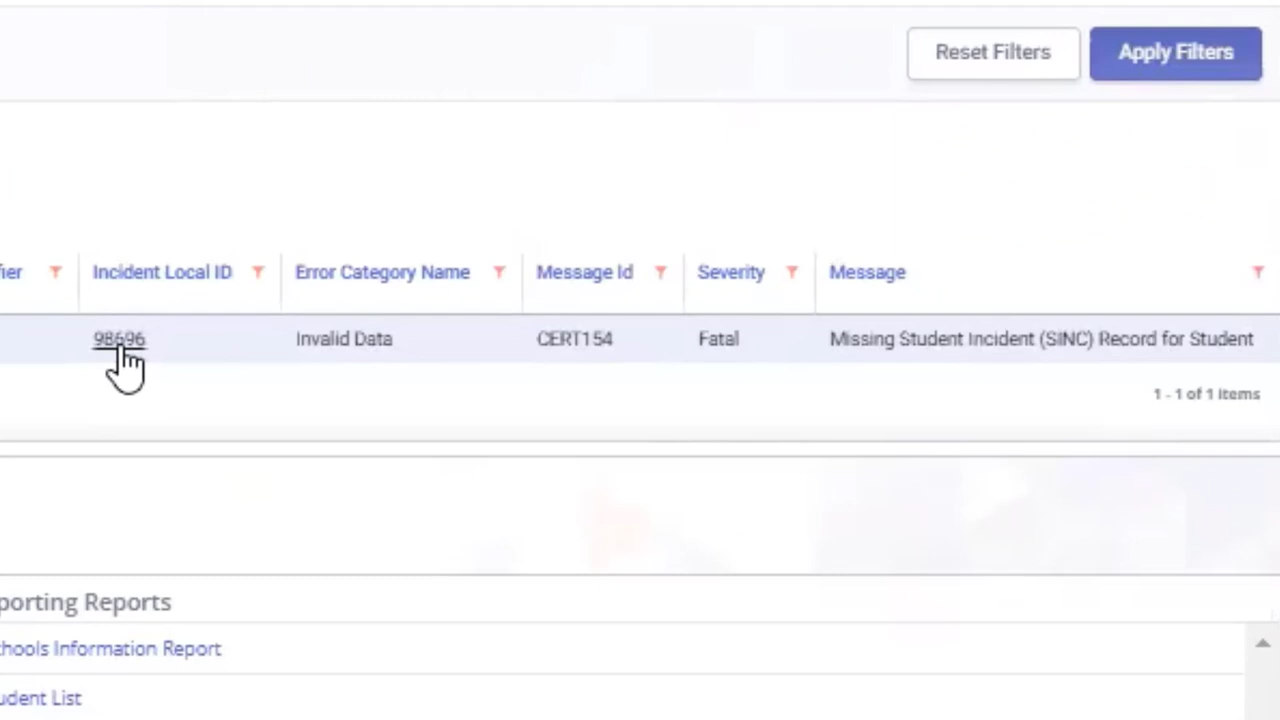 Reset Filters Apply Filters
Incident Local ID Error Category Name Message Id Severity Message
98696 Invalid Data CERT154 Fatal Missing Student Incident (SINC) Record for Student
1 - 1 of 1 items
porting Reports
hools Information Report
udent List